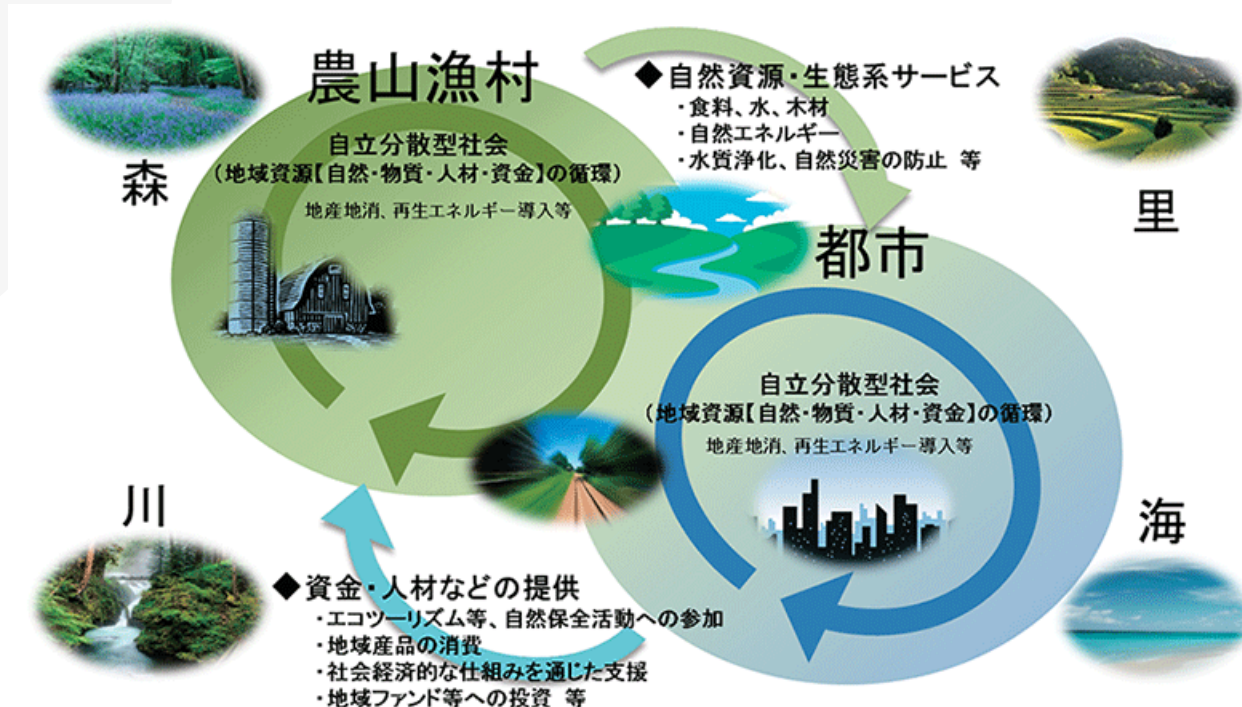 農山漁村
森
自立分散型社会
(地域資源【自然・物質・人材・資金】の循環)
地産地消、再生エネルギー導入等
◆自然資源・生態系サービス
・食料、水、木材
・自然エネルギー
・水質浄化、自然災害の防止 等
里
都市
自立分散型社会
(地域資源【自然・物質・人材・資金】の循環)
地産地消、再生エネルギー導入等
川
海
◆資金・人材などの提供
・エコツーリズム等、自然保全活動への参加
・地域産品の消費
・社会経済的な仕組みを通じた支援
・地域ファンド等への投資 等